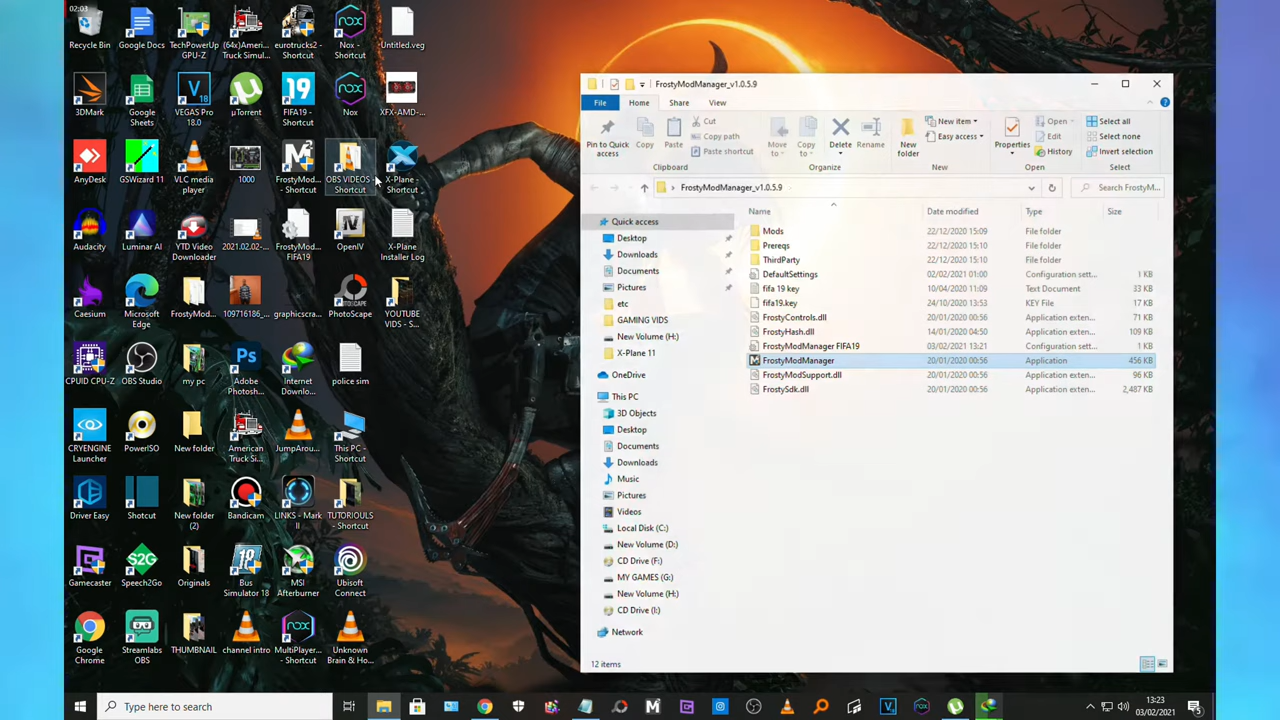 02:03
Recycle Bin
Google Docs
TechPowerUp GPU-Z
(64x)Ameri... Truck Simul...
eurotrucks2 - Shortcut
Nox - Shortcut
Untitled.veg
3DMark
Google Sheets
VEGAS Pro 18.0
µTorrent
FIFA19 - Shortcut
Nox
XFX-AMD-...
AnyDesk
GSWizard 11
VLC media player
1000
FrostyMod... - Shortcut
OBS VIDEOS - Shortcut
X-Plane - Shortcut
Audacity
Luminar AI
YTD Video Downloader
2021.02.02-...
FrostyMod... FIFA19
OpenIV
X-Plane Installer Log
Caesium
Microsoft Edge
FrostyMod...
109716186_...
graphicscr...
PhotoScape
YOUTUBE VIDS - S...
CPUID CPU-Z
OBS Studio
my pc
Adobe Photosh...
Internet Downlo...
police sim
CRYENGINE Launcher
PowerISO
New folder
American Truck Si...
JumpArou...
This PC - Shortcut
Driver Easy
Shotcut
New folder (2)
Bandicam
LINKS - Mark II
TUTORIOULS - Shortcut
Gamecaster
Speech2Go
Originals
Bus Simulator 18
MSI Afterburner
Ubisoft Connect
Google Chrome
Streamlabs OBS
THUMBNAIL
channel intro
MultiPlayer... - Shortcut
Unknown Brain & Ho...
FrostyModManager_v1.0.5.9
File Home Share View
Pin to Quick access
Copy
Paste
Cut
Copy path
Paste shortcut
Clipboard
Move to
Copy to
Delete
Rename
Organize
New folder
New item
Easy access
New
Properties
Open
Edit
History
Open
Select all
Select none
Invert selection
Select
FrostyModManager_v1.0.5.9
Search FrostyM...
Quick access
Desktop
Downloads
Documents
Pictures
etc
GAMING VIDS
New Volume (H:)
X-Plane 11
OneDrive
This PC
3D Objects
Desktop
Documents
Downloads
Music
Pictures
Videos
Local Disk (C:)
New Volume (D:)
CD Drive (F:)
MY GAMES (G:)
New Volume (H:)
CD Drive (I:)
Network
Name Date modified Type Size
Mods 22/12/2020 15:09 File folder
Prereqs 22/12/2020 15:10 File folder
ThirdParty 22/12/2020 15:10 File folder
DefaultSettings 02/02/2021 01:00 Configuration sett... 1 KB
fifa 19 key 10/04/2020 11:09 Text Document 33 KB
fifa19.key 24/10/2020 13:53 KEY File 17 KB
FrostyControls.dll 20/01/2020 00:56 Application exten... 71 KB
FrostyHash.dll 14/01/2020 04:50 Application exten... 109 KB
FrostyModManager FIFA19 03/02/2021 13:21 Configuration sett... 1 KB
FrostyModManager 20/01/2020 00:56 Application 456 KB
FrostyModSupport.dll 20/01/2020 00:56 Application exten... 96 KB
FrostySdk.dll 20/01/2020 00:56 Application exten... 2,487 KB
12 items
Type here to search
13:23
03/02/2021